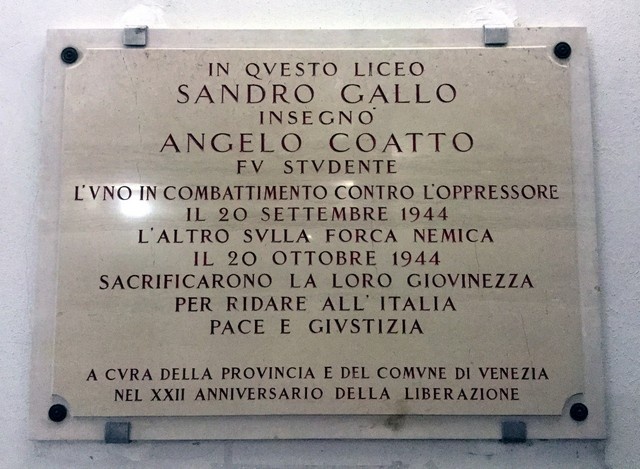 IN QVESTO LICEO
SANDRO GALLO
INSEGNÒ
ANGELO COATTO
FV STVDENTE
L'VNO IN COMBATTIMENTO CONTRO L'OPPRESSORE
IL 20 SETTEMBRE 1944
L'ALTRO SVLLA FORCA NEMICA
IL 20 OTTOBRE 1944
SACRIFICARONO LA LORO GIOVINEZZA
PER RIDARE ALL'ITALIA
PACE E GIVSTIZIA
A CVRA DELLA PROVINCIA E DEL COMVNE DI VENEZIA
NEL XXII ANNIVERSARIO DELLA LIBERAZIONE